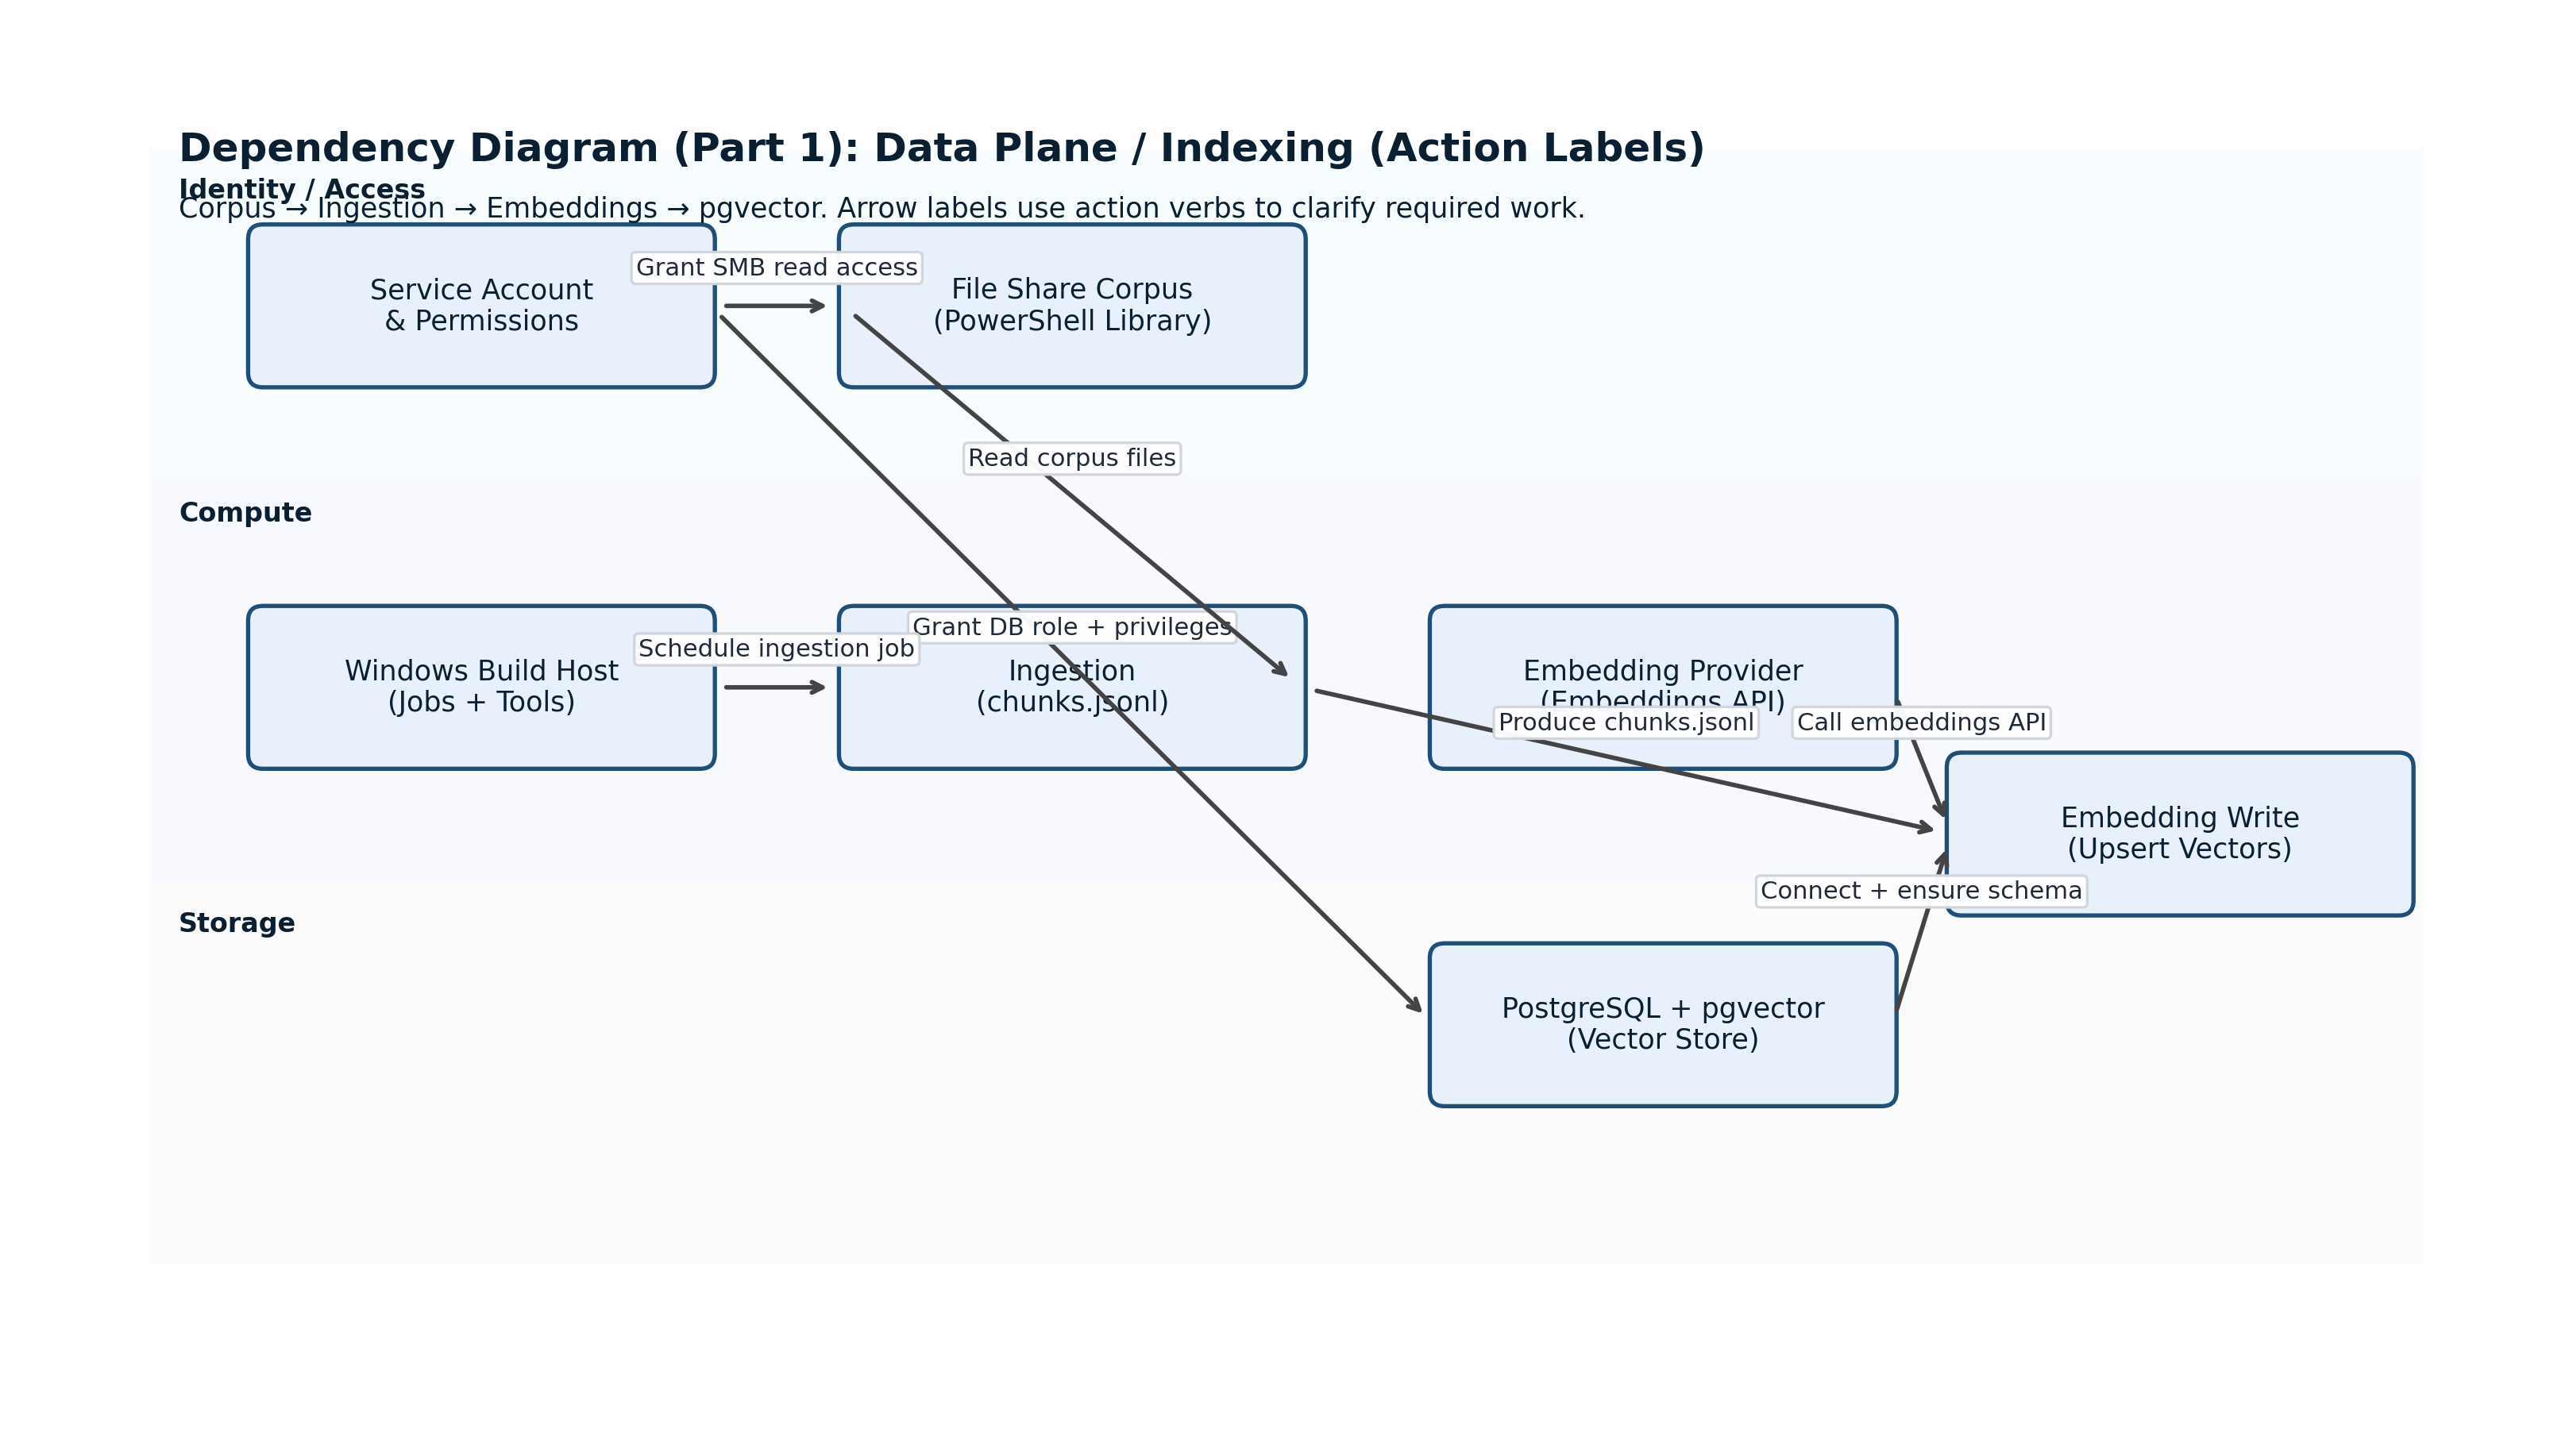 Dependency Diagram (Part 1): Data Plane / Indexing (Action Labels)
Identity / Access
Corpus → Ingestion → Embeddings → pgvector. Arrow labels use action verbs to clarify required work.
Service Account
& Permissions
Grant SMB read access
File Share Corpus
(PowerShell Library)
Read corpus files
Compute
Windows Build Host
(Jobs + Tools)
Schedule ingestion job
Grant DB role + privileges
Ingestion
(chunks.jsonl)
Embedding Provider
(Embeddings API)
Produce chunks.jsonl
Call embeddings API
Embedding Write
(Upsert Vectors)
Connect + ensure schema
Storage
PostgreSQL + pgvector
(Vector Store)